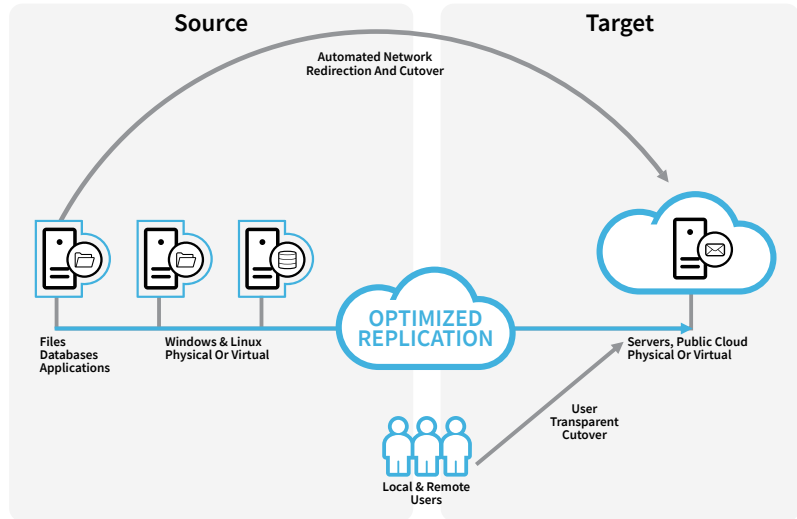 Source
Target
Automated Network
Redirection And Cutover
OPTIMIZED
REPLICATION
Files
Databases
Applications
Windows & Linux
Physical Or Virtual
Servers, Public Cloud
Physical Or Virtual
User
Transparent
Cutover
Local & Remote
Users